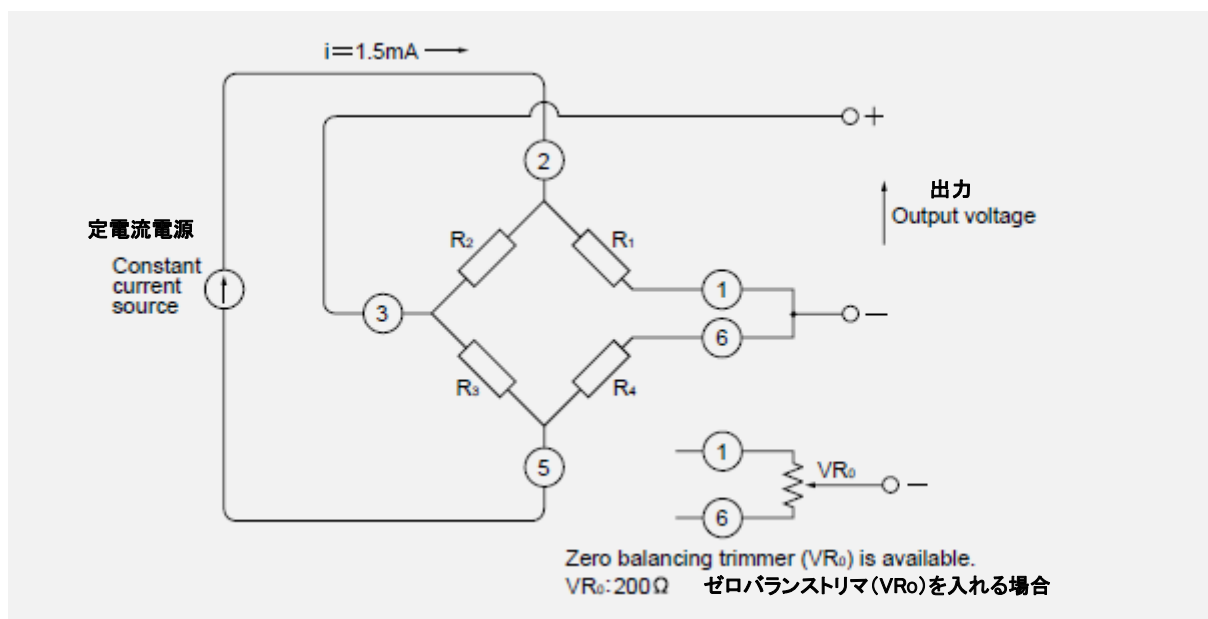 i=1.5mA
+
2
出力
Output voltage
定電流電源
R₂
R₁
Constant
current
source
1
3
−
6
R₃
R₄
1
5
VR₀
−
6
Zero balancing trimmer (VR₀) is available.
VR₀:200Ω ゼロバランストリマ(VRo)を入れる場合